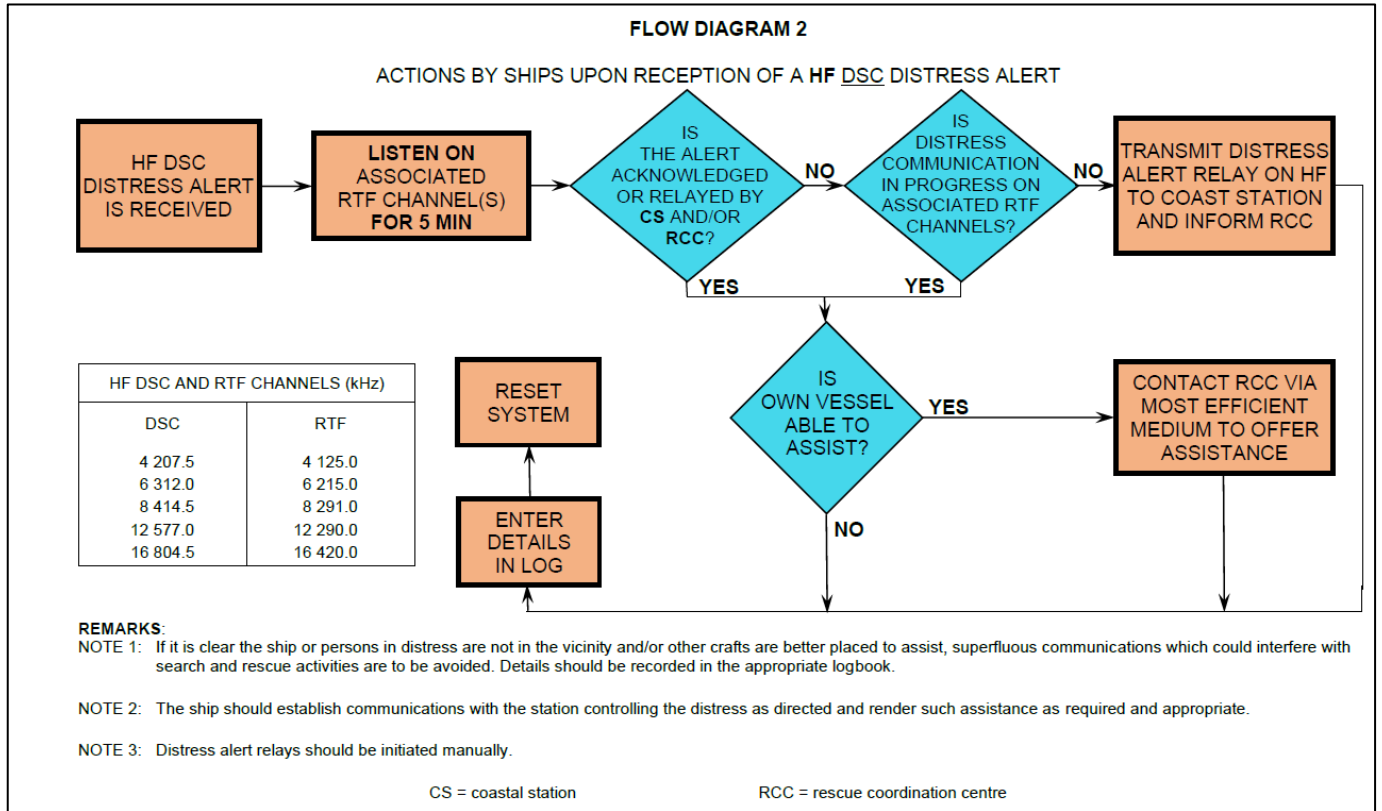 FLOW DIAGRAM 2
ACTIONS BY SHIPS UPON RECEPTION OF A HF DSC DISTRESS ALERT
HF DSC
DISTRESS ALERT
IS RECEIVED
LISTEN ON
ASSOCIATED
RTF CHANNEL(S)
FOR 5 MIN
IS
THE ALERT
ACKNOWLEDGED
OR RELAYED BY
CS AND/OR
RCC?
NO
YES
IS
DISTRESS
COMMUNICATION
IN PROGRESS ON
ASSOCIATED RTF
CHANNELS?
NO
YES
TRANSMIT DISTRESS
ALERT RELAY ON HF
TO COAST STATION
AND INFORM RCC
HF DSC AND RTF CHANNELS (kHz)
DSC RTF
4 207.5 4 125.0
6 312.0 6 215.0
8 414.5 8 291.0
12 577.0 12 290.0
16 804.5 16 420.0
RESET
SYSTEM
ENTER
DETAILS
IN LOG
IS
OWN VESSEL
ABLE TO
ASSIST?
YES
NO
CONTACT RCC VIA
MOST EFFICIENT
MEDIUM TO OFFER
ASSISTANCE
REMARKS:
NOTE 1: If it is clear the ship or persons in distress are not in the vicinity and/or other crafts are better placed to assist, superfluous communications which could interfere with
search and rescue activities are to be avoided. Details should be recorded in the appropriate logbook.
NOTE 2: The ship should establish communications with the station controlling the distress as directed and render such assistance as required and appropriate.
NOTE 3: Distress alert relays should be initiated manually.
CS = coastal station RCC = rescue coordination centre